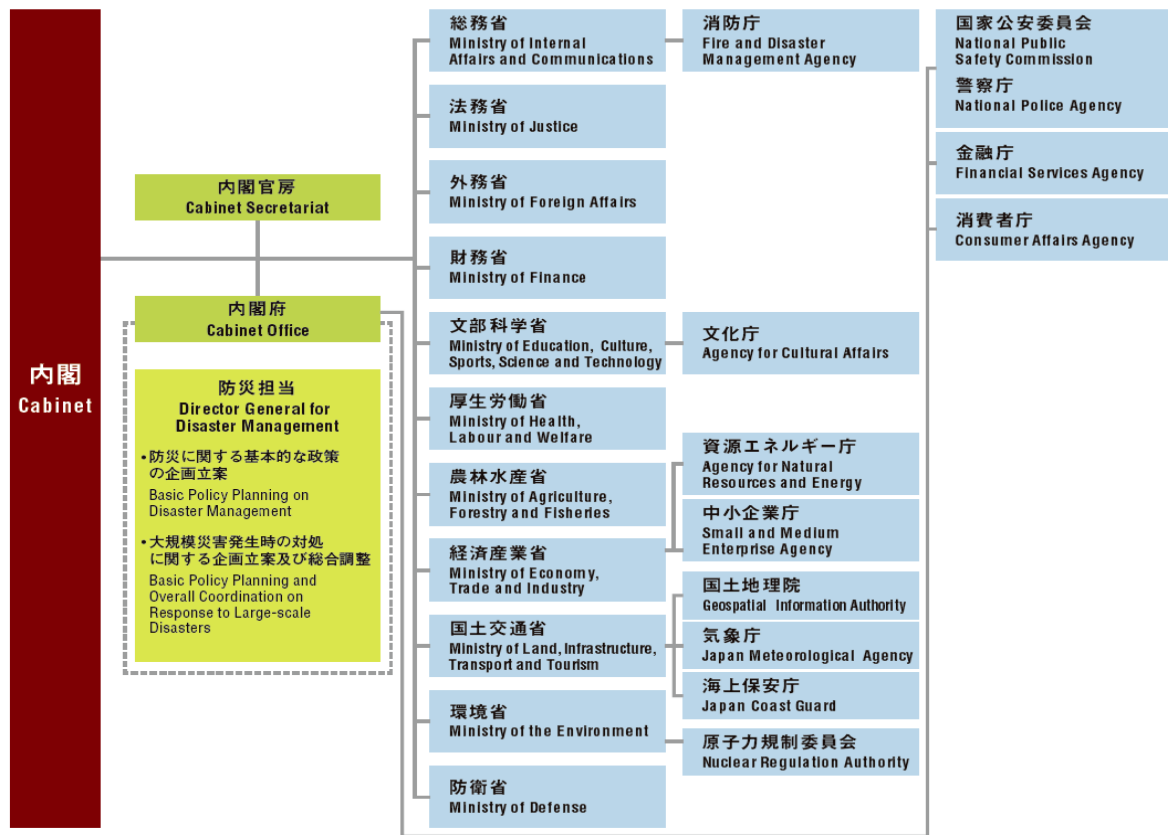 内閣
Cabinet
内閣官房
Cabinet Secretariat
内閣府
Cabinet Office
防災担当
Director General for
Disaster Management
•防災に関する基本的な政策
の企画立案
Basic Policy Planning on
Disaster Management
•大規模災害発生時の対処
に関する企画立案及び総合調整
Basic Policy Planning and
Overall Coordination on
Response to Large-scale
Disasters
総務省
Ministry of Internal
Affairs and Communications
法務省
Ministry of Justice
外務省
Ministry of Foreign Affairs
財務省
Ministry of Finance
文部科学省
Ministry of Education, Culture,
Sports, Science and Technology
厚生労働省
Ministry of Health,
Labour and Welfare
農林水産省
Ministry of Agriculture,
Forestry and Fisheries
経済産業省
Ministry of Economy,
Trade and Industry
国土交通省
Ministry of Land, Infrastructure,
Transport and Tourism
環境省
Ministry of the Environment
防衛省
Ministry of Defense
消防庁
Fire and Disaster
Management Agency
文化庁
Agency for Cultural Affairs
資源エネルギー庁
Agency for Natural
Resources and Energy
中小企業庁
Small and Medium
Enterprise Agency
国土地理院
Geospatial Information Authority
気象庁
Japan Meteorological Agency
海上保安庁
Japan Coast Guard
原子力規制委員会
Nuclear Regulation Authority
国家公安委員会
National Public
Safety Commission
警察庁
National Police Agency
金融庁
Financial Services Agency
消費者庁
Consumer Affairs Agency